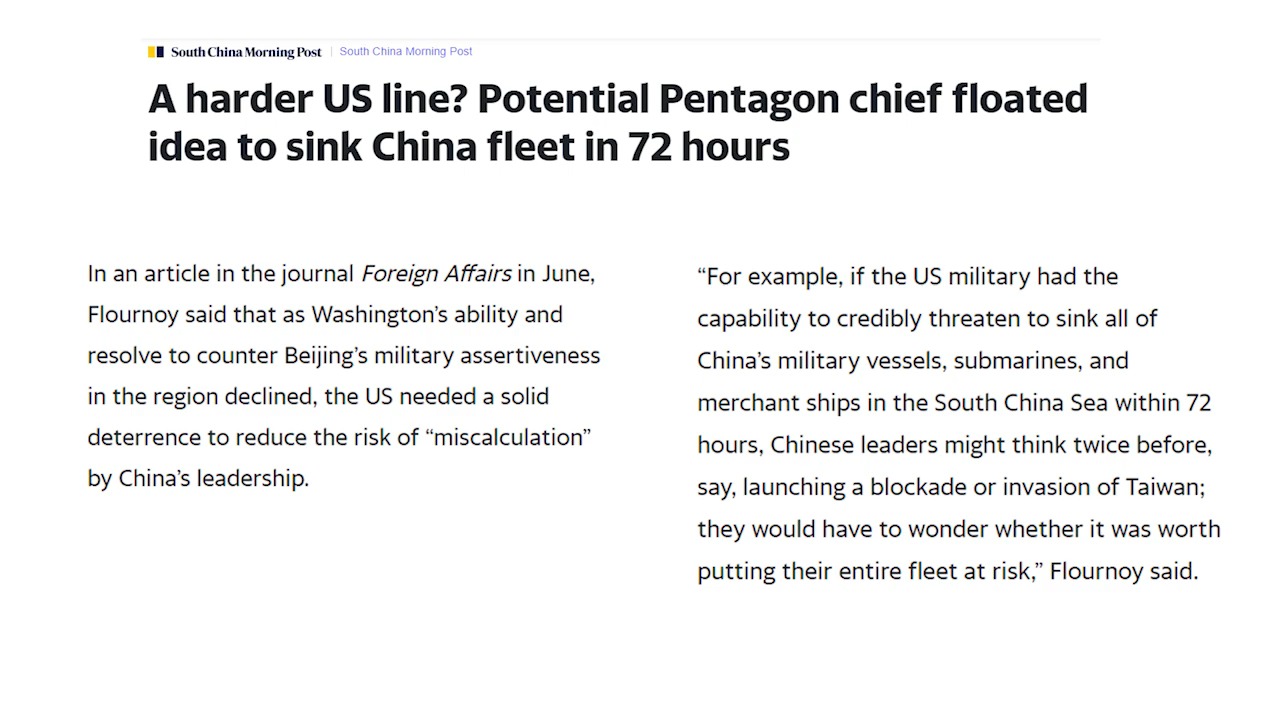 South China Morning Post | South China Morning Post
A harder US line? Potential Pentagon chief floated
idea to sink China fleet in 72 hours
In an article in the journal Foreign Affairs in June,
Flournoy said that as Washington’s ability and
resolve to counter Beijing’s military assertiveness
in the region declined, the US needed a solid
deterrence to reduce the risk of “miscalculation”
by China’s leadership.
“For example, if the US military had the
capability to credibly threaten to sink all of
China’s military vessels, submarines, and
merchant ships in the South China Sea within 72
hours, Chinese leaders might think twice before,
say, launching a blockade or invasion of Taiwan;
they would have to wonder whether it was worth
putting their entire fleet at risk,” Flournoy said.